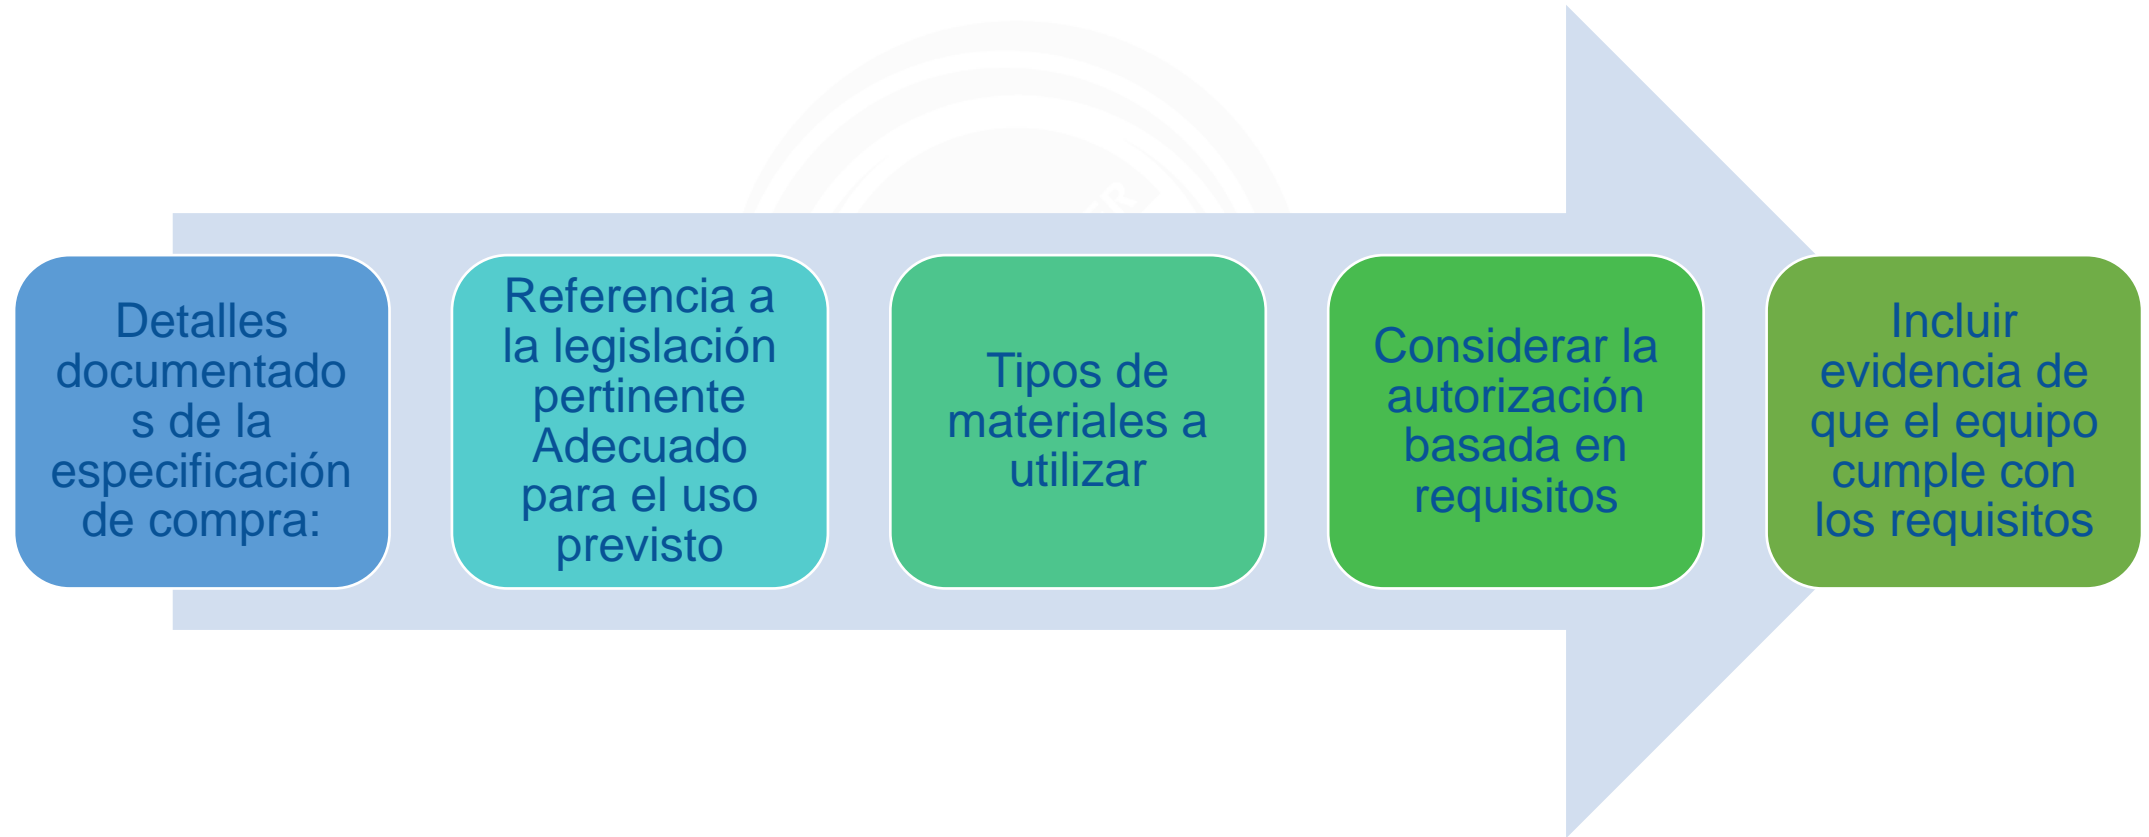 Detalles
documentado
s de la
especificación
de compra:
Referencia a
la legislación
pertinente
Adecuado
para el uso
previsto
Tipos de
materiales a
utilizar
Considerar la
autorización
basada en
requisitos
Incluir
evidencia de
que el equipo
cumple con
los requisitos